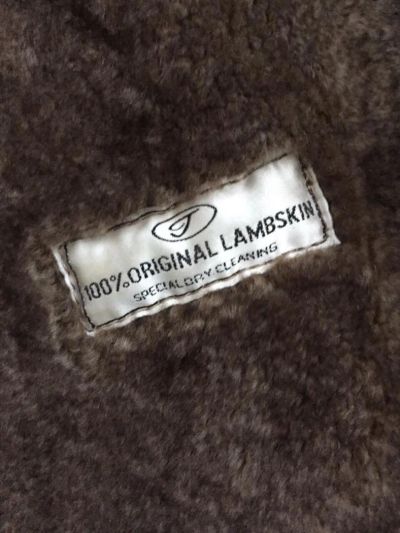 100% ORIGINAL LAMBSKIN
SPECIAL DRY CLEANING